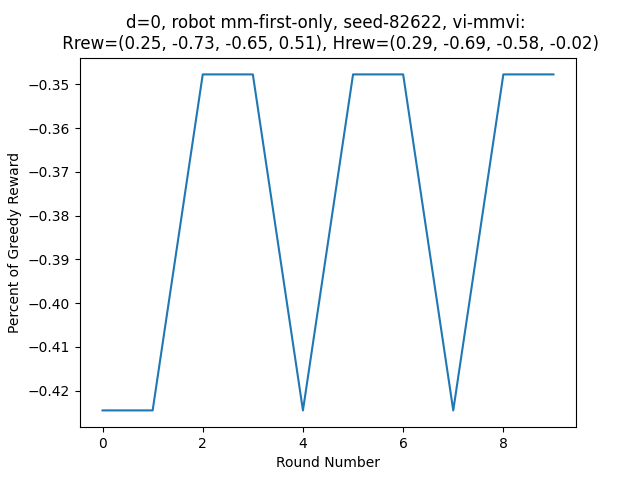 d=0, robot mm-first-only, seed-82622, vi-mmvi:
Rrew=(0.25, -0.73, -0.65, 0.51), Hrew=(0.29, -0.69, -0.58, -0.02)
Percent of Greedy Reward
−0.35
−0.36
−0.37
−0.38
−0.39
−0.40
−0.41
−0.42
0 2 4 6 8
Round Number